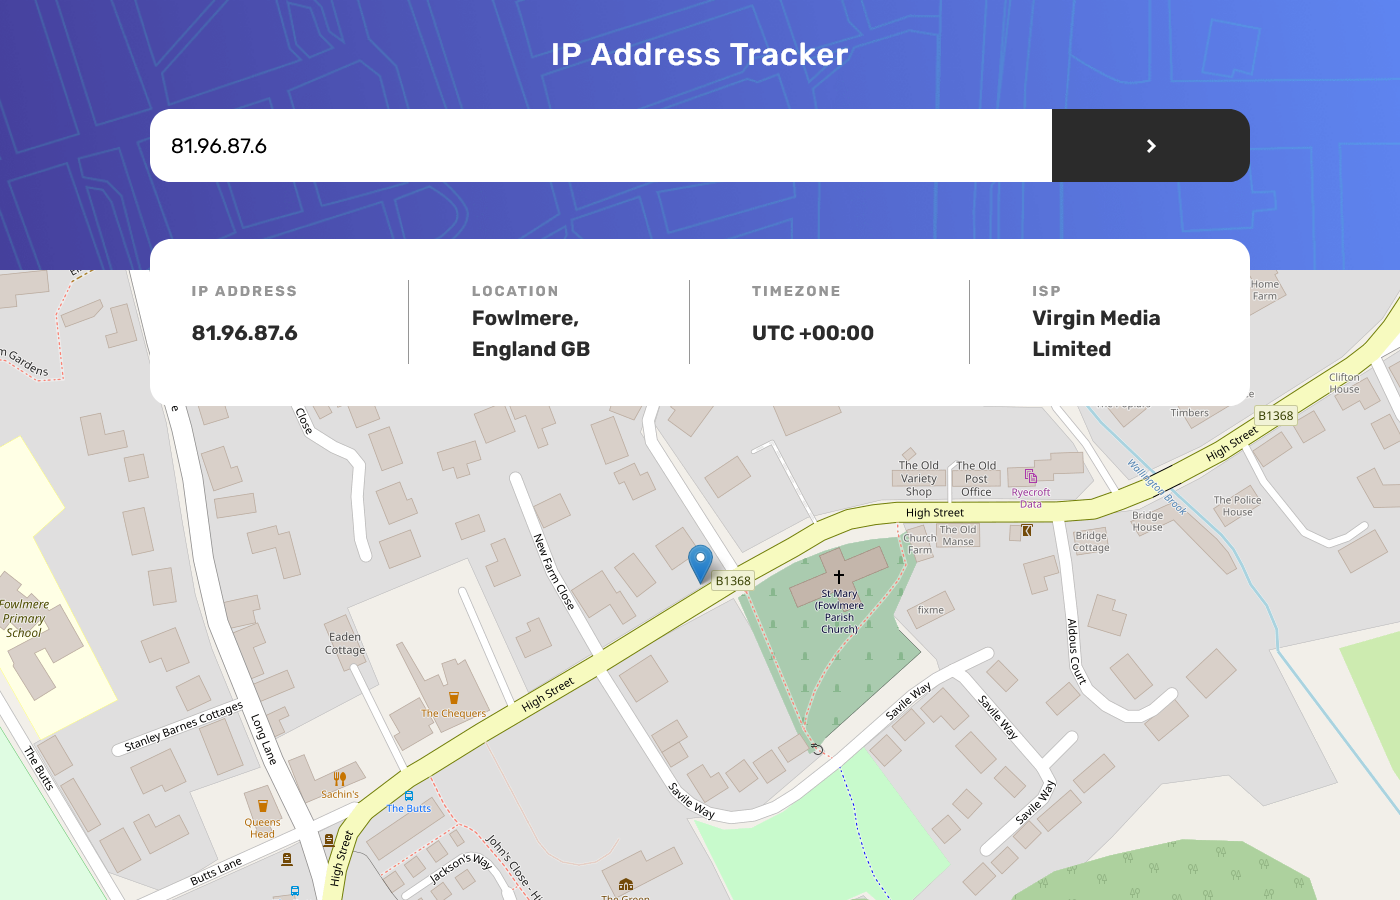 IP Address Tracker
81.96.87.6
IP ADDRESS
81.96.87.6
LOCATION
Fowlmere,
England GB
TIMEZONE
UTC +00:00
ISP
Virgin Media
Limited
Home
Farm
Gardens
Close
Clifton
House
Timbers
B1368
High Street
Wallington Brook
The Old
Variety
Shop
The Old
Post
Office
Ryecroft
Data
High Street
The Police
House
Bridge
House
Bridge
Cottage
The Old
Manse
Church
Farm
New Farm Close
B1368
St Mary
(Fowlmere
Parish
Church)
fixme
Fowlmere
Primary
School
Eaden
Cottage
Aldous Court
High Street
The Chequers
Savile Way
Savile Way
Stanley Barnes Cottages
Long Lane
The Butts
Sachin's
The Butts
Queens
Head
Savile Way
Savile Way
High Street
Butts Lane
Jackson's Way
John's Close
The Green